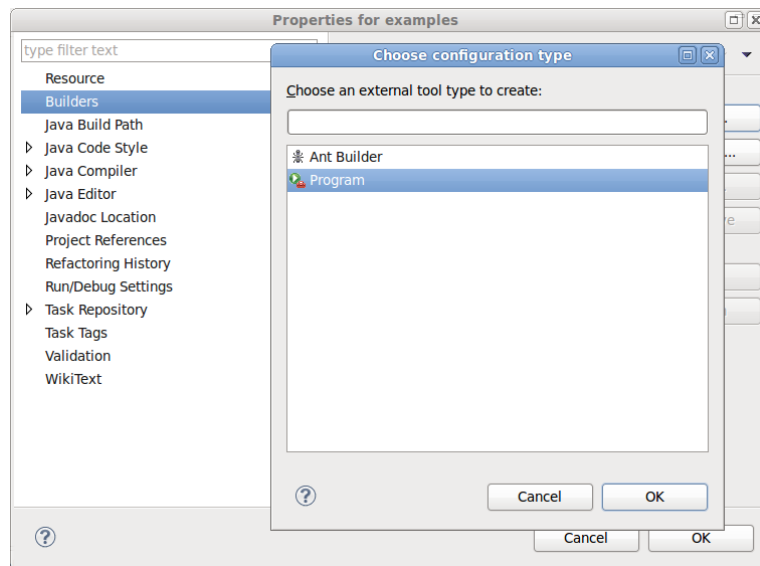 Properties for examples
type filter text
Resource
Builders
Java Build Path
Java Code Style
Java Compiler
Java Editor
Javadoc Location
Project References
Refactoring History
Run/Debug Settings
Task Repository
Task Tags
Validation
WikiText
Choose configuration type
Choose an external tool type to create:
Ant Builder
Program
Cancel
OK
Cancel
OK